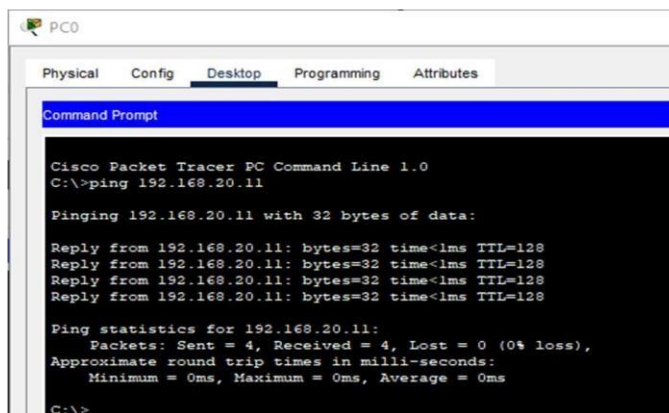 PC0
Physical Config Desktop Programming Attributes
Command Prompt
Cisco Packet Tracer PC Command Line 1.0
C:\>ping 192.168.20.11
Pinging 192.168.20.11 with 32 bytes of data:
Reply from 192.168.20.11: bytes=32 time<1ms TTL=128
Reply from 192.168.20.11: bytes=32 time<1ms TTL=128
Reply from 192.168.20.11: bytes=32 time<1ms TTL=128
Reply from 192.168.20.11: bytes=32 time<1ms TTL=128
Ping statistics for 192.168.20.11:
Packets: Sent = 4, Received = 4, Lost = 0 (0% loss),
Approximate round trip times in milli-seconds:
Minimum = 0ms, Maximum = 0ms, Average = 0ms
C:\>